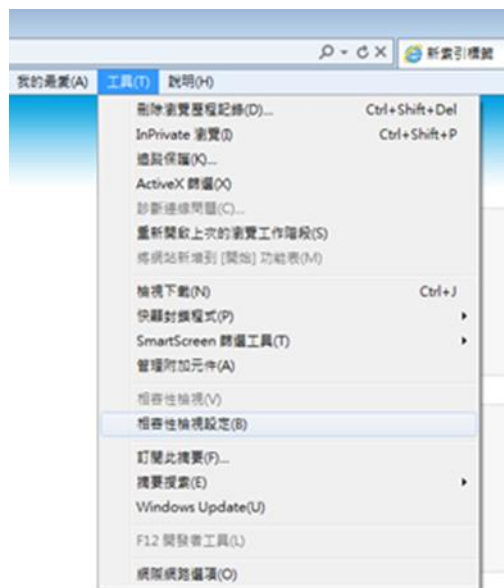 新索引標籤
我的最愛(A) 工具(T) 說明(H)
刪除瀏覽歷程記錄(D)... Ctrl+Shift+Del
InPrivate 瀏覽(I) Ctrl+Shift+P
追蹤保護(K)...
ActiveX 篩選(X)
診斷連線問題(C)...
重新開啟上次的瀏覽工作階段(S)
將網站新增到 [開始] 功能表(M)
檢視下載(N) Ctrl+J
快顯封鎖程式(P)
SmartScreen 篩選工具(T)
管理附加元件(A)
相容性檢視(V)
相容性檢視設定(B)
訂閱此摘要(F)...
摘要探索(E)
Windows Update(U)
F12 開發者工具(L)
網際網路選項(O)